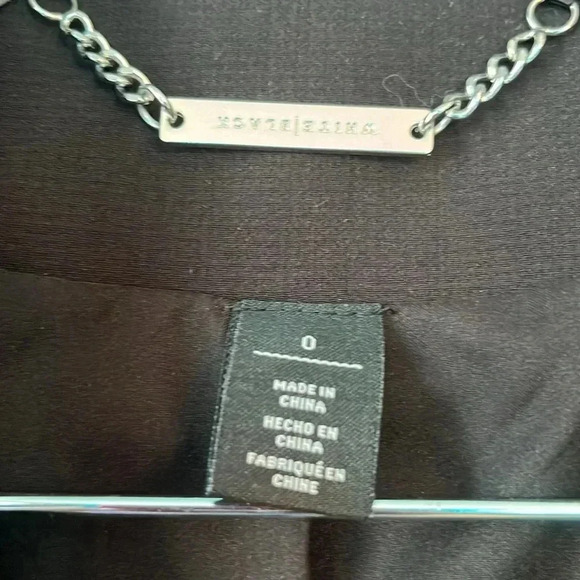 WHITE|BLACK
0
MADE IN
CHINA
HECHO EN
CHINA
FABRIQUÉ EN
CHINE